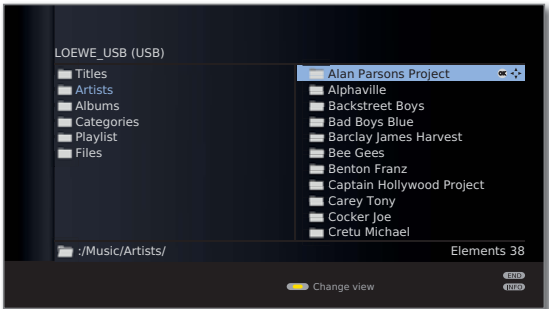 LOEWE_USB (USB)
Titles
Artists
Albums
Categories
Playlist
Files
Alan Parsons Project
OK
Alphaville
Backstreet Boys
Bad Boys Blue
Barclay James Harvest
Bee Gees
Benton Franz
Captain Hollywood Project
Carey Tony
Cocker Joe
Cretu Michael
:/Music/Artists/
Elements 38
END
Change view
INFO